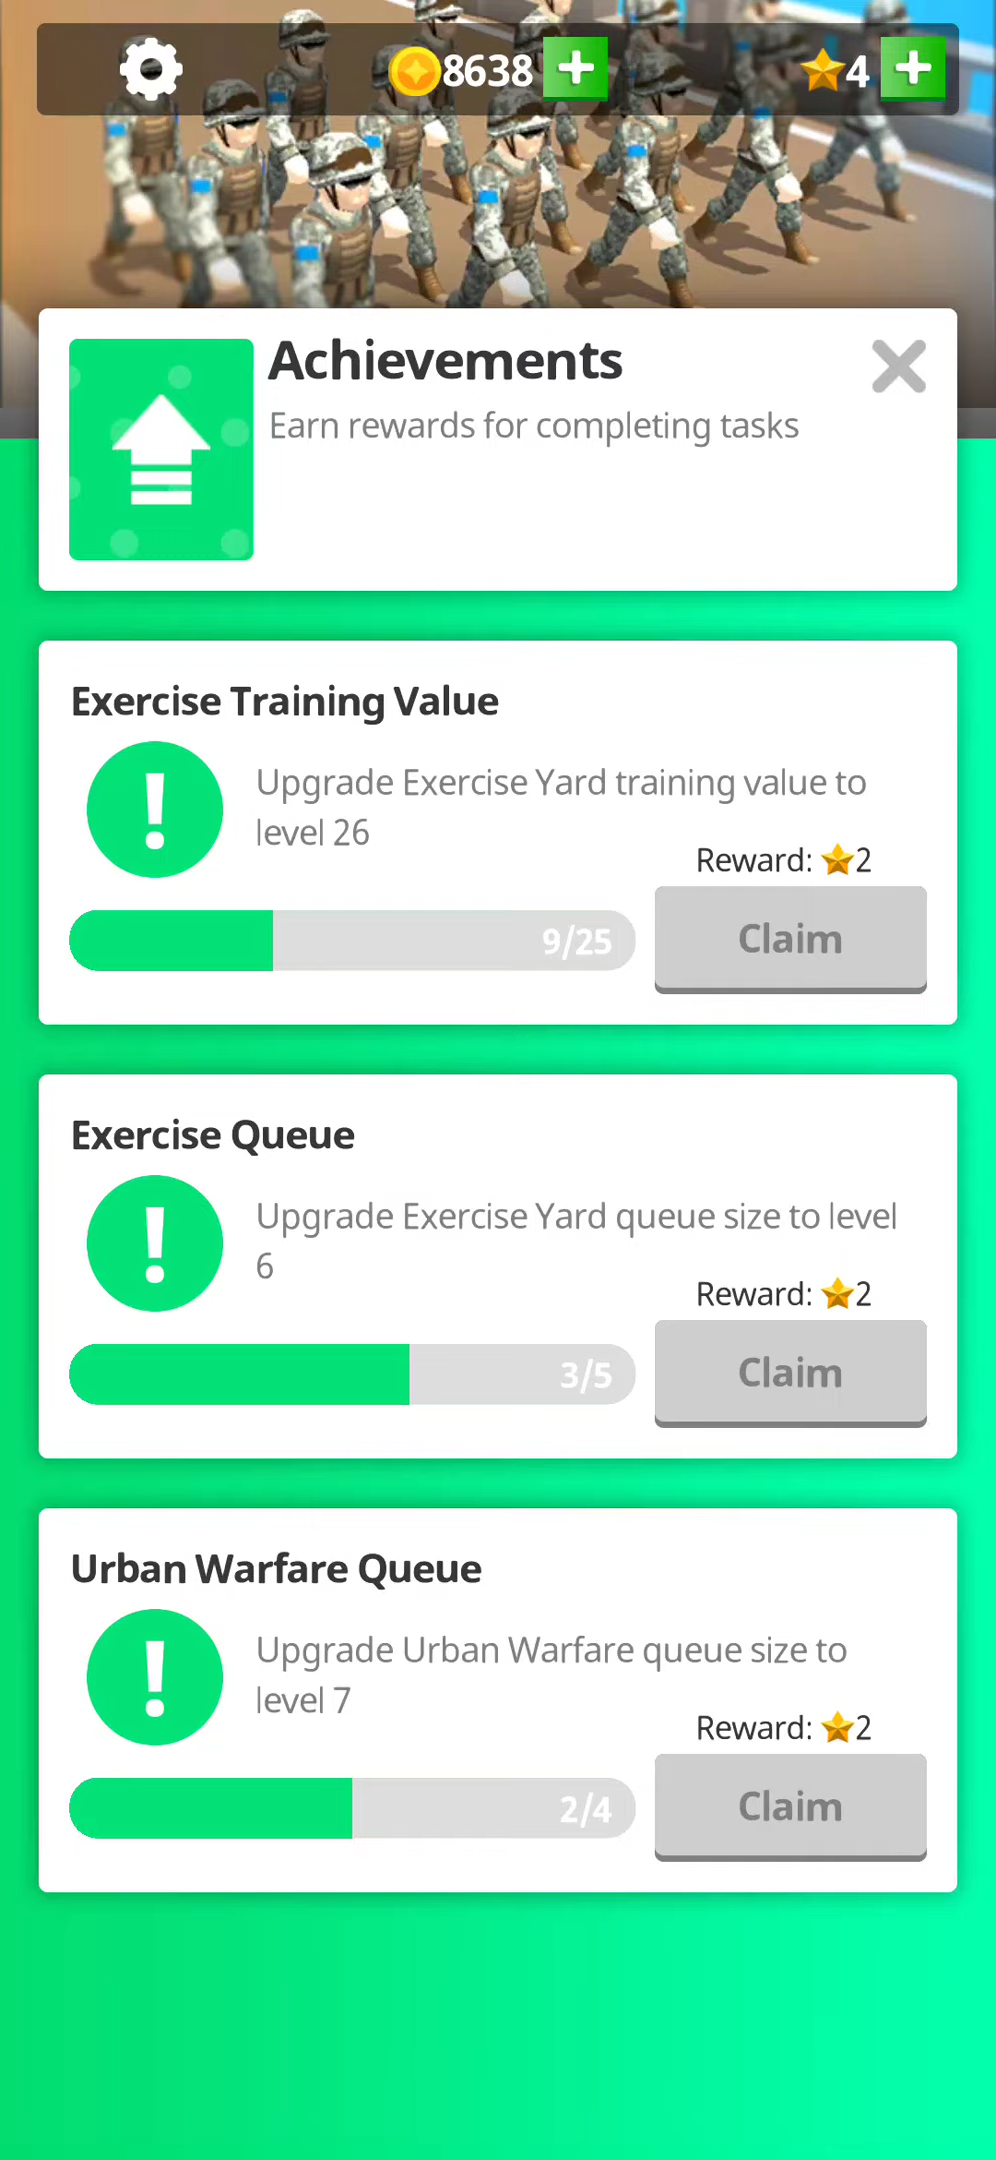 8638
4
Achievements
Earn rewards for completing tasks
Exercise Training Value
Upgrade Exercise Yard training value to
level 26
Reward: 2
9/25
Claim
Exercise Queue
Upgrade Exercise Yard queue size to level
6
Reward: 2
3/5
Claim
Urban Warfare Queue
Upgrade Urban Warfare queue size to
level 7
Reward: 2
2/4
Claim